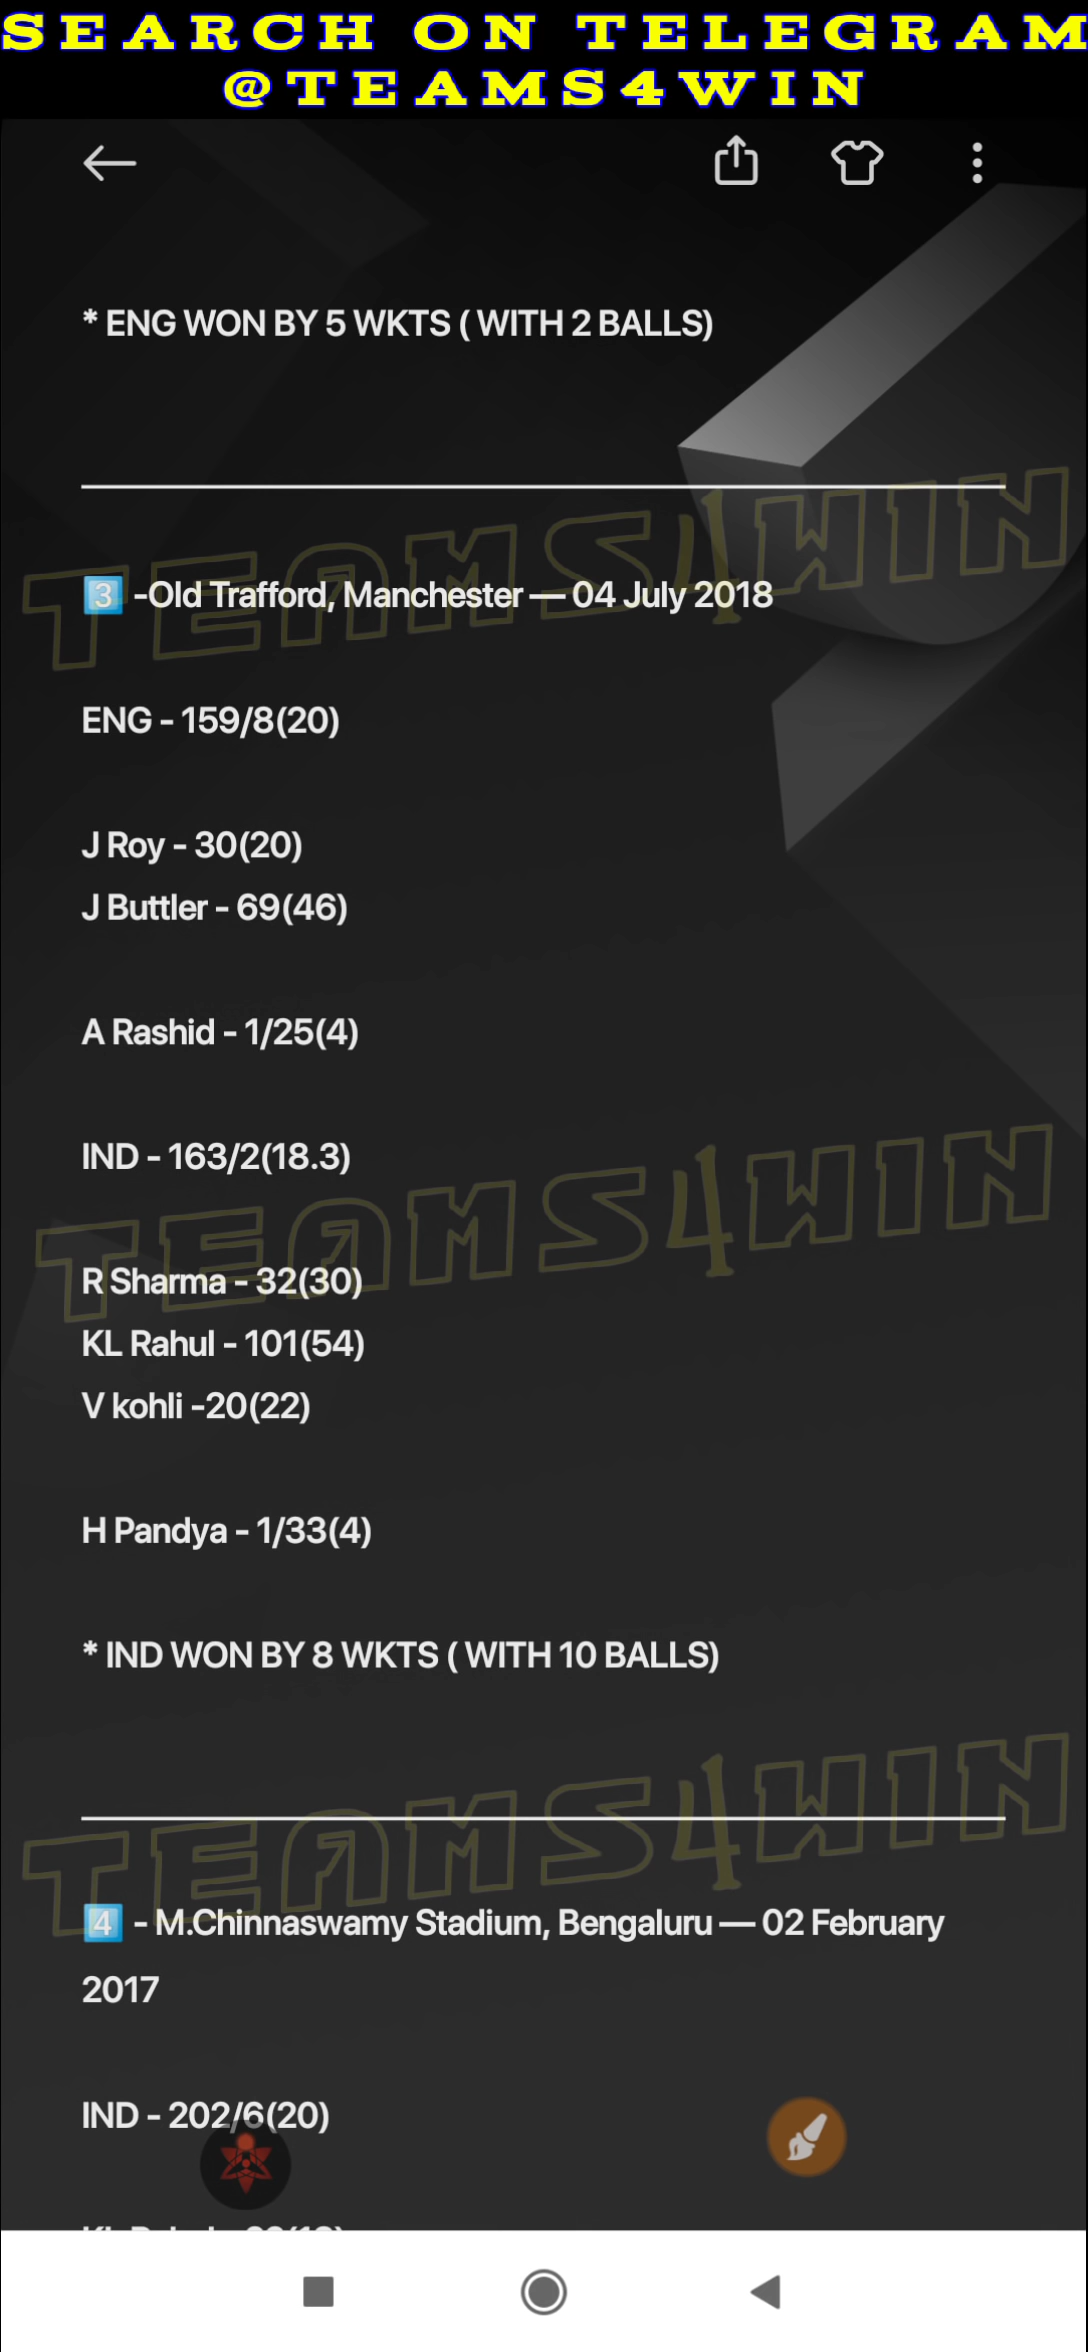 SEARCH ON TELEGRAM
@TEAMS4WIN
* ENG WON BY 5 WKTS ( WITH 2 BALLS)
TEAMS4WIN
3 -Old Trafford, Manchester — 04 July 2018
ENG - 159/8(20)
J Roy - 30(20)
J Buttler - 69(46)
A Rashid - 1/25(4)
IND - 163/2(18.3)
TEAMS4WIN
R Sharma - 32(30)
KL Rahul - 101(54)
V kohli -20(22)
H Pandya - 1/33(4)
* IND WON BY 8 WKTS ( WITH 10 BALLS)
TEAMS4WIN
4 - M.Chinnaswamy Stadium, Bengaluru — 02 February
2017
IND - 202/6(20)